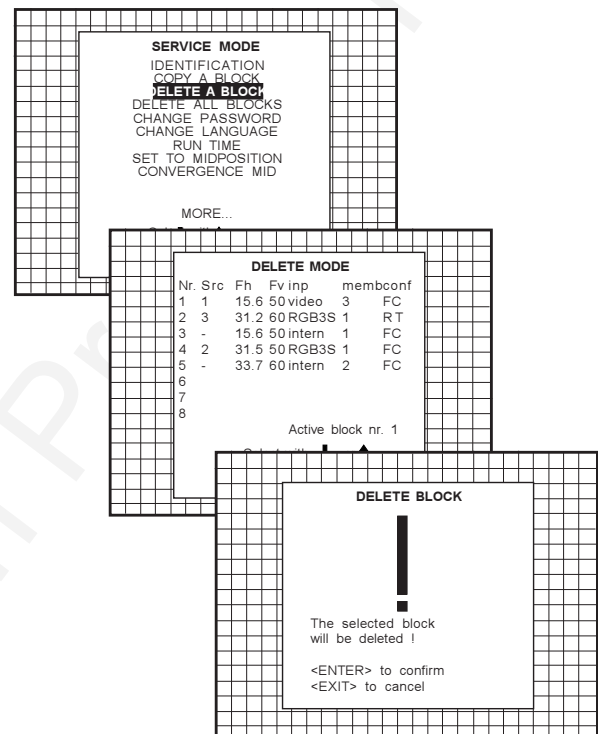 SERVICE MODE
IDENTIFICATION
COPY A BLOCK
DELETE A BLOCK
DELETE ALL BLOCKS
CHANGE PASSWORD
CHANGE LANGUAGE
RUN TIME
SET TO MIDPOSITION
CONVERGENCE MID
MORE...
DELETE MODE
Nr. Src Fh Fv inp membconf
1 1 15.6 50 video 3 FC
2 3 31.2 60 RGB3S 1 RT
3 - 15.6 50 intern 1 FC
4 2 31.5 50 RGB3S 1 FC
5 - 33.7 60 intern 2 FC
6
7
8
Active block nr. 1
DELETE BLOCK
!
The selected block
will be deleted !
<ENTER> to confirm
<EXIT> to cancel